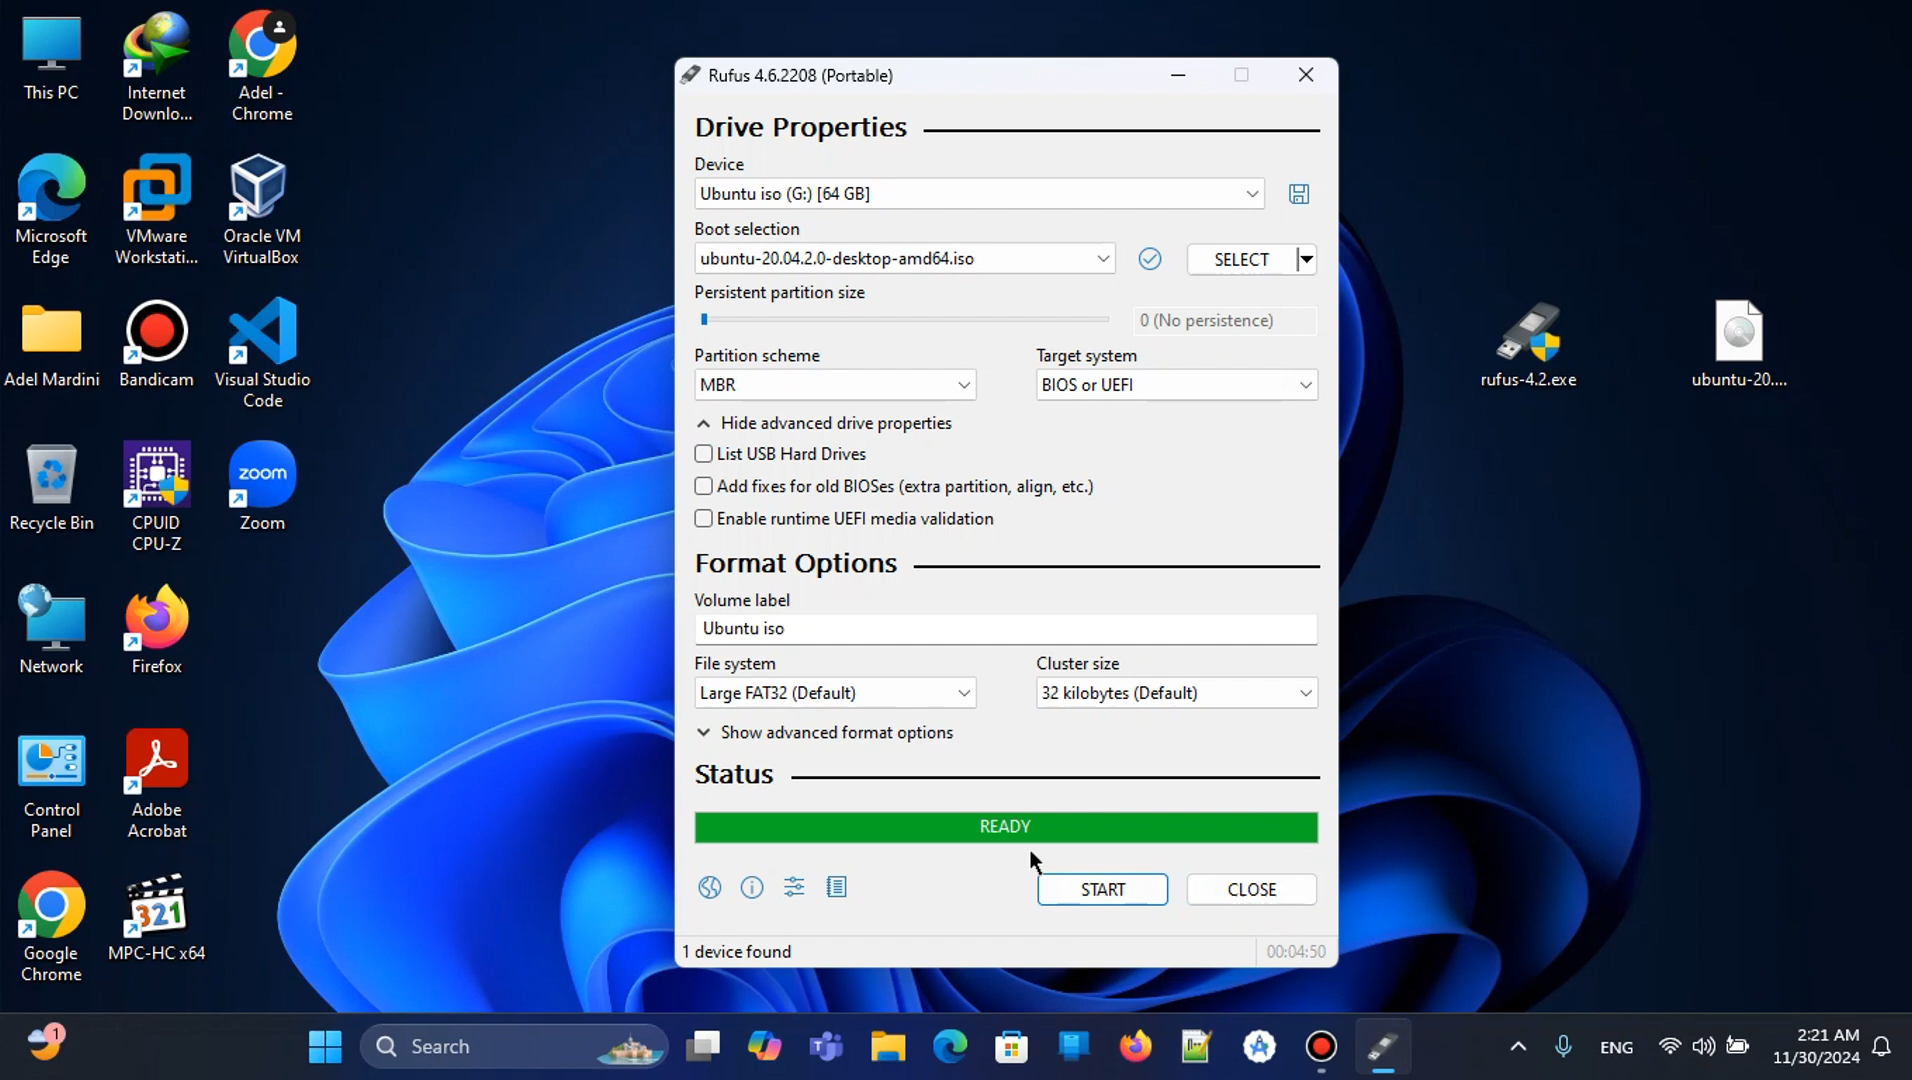 This PC
Internet
Downlo...
Adel -
Chrome
Microsoft
Edge
VMware
Workstati...
Oracle VM
VirtualBox
Adel Mardini
Bandicam
Visual Studio
Code
Recycle Bin
CPUID
CPU-Z
zoom
Zoom
Network
Firefox
Control
Panel
Adobe
Acrobat
Google
Chrome
321
MPC-HC x64
Rufus 4.6.2208 (Portable)
Drive Properties
Device
Ubuntu iso (G:) [64 GB]
Boot selection
ubuntu-20.04.2.0-desktop-amd64.iso
SELECT
Persistent partition size
0 (No persistence)
Partition scheme
Target system
MBR
BIOS or UEFI
Hide advanced drive properties
List USB Hard Drives
Add fixes for old BIOSes (extra partition, align, etc.)
Enable runtime UEFI media validation
Format Options
Volume label
Ubuntu iso
File system
Cluster size
Large FAT32 (Default)
32 kilobytes (Default)
Show advanced format options
Status
READY
START
CLOSE
1 device found
00:04:50
rufus-4.2.exe
ubuntu-20....
1
Search
ENG
2:21 AM
11/30/2024